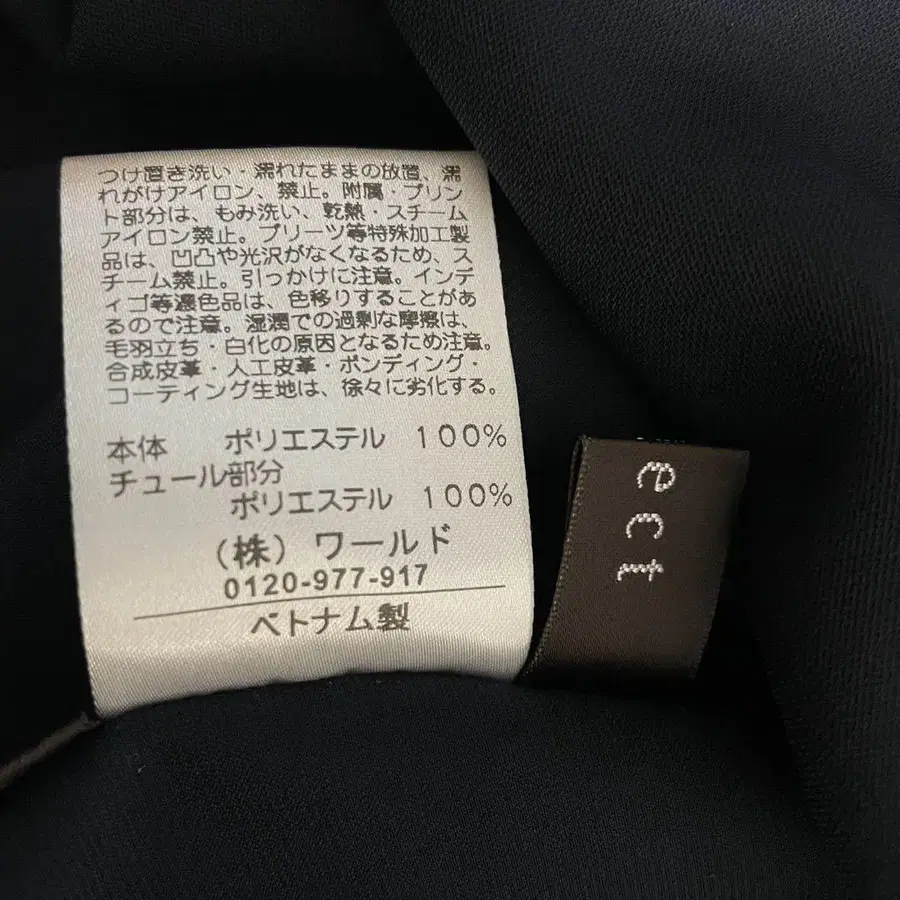 つけ置き洗い・濡れたままの放置、濡
れがけアイロン、禁止。附属・プリン
ト部分は、もみ洗い、乾熱・スチーム
アイロン禁止。プリーツ等特殊加工製
品は、凹凸や光沢がなくなるため、ス
チーム禁止。引っかけに注意。インデ
ィゴ等濃色品は、色移りすることがあ
るので注意。湿潤での過剰な摩擦は、
毛羽立ち・白化の原因となるため注意。
合成皮革・人工皮革・ボンディング・
コーティング生地は、徐々に劣化する。
本体 ポリエステル 100%
チュール部分
ポリエステル 100%
(株) ワールド
0120-977-917
ベトナム製
ect